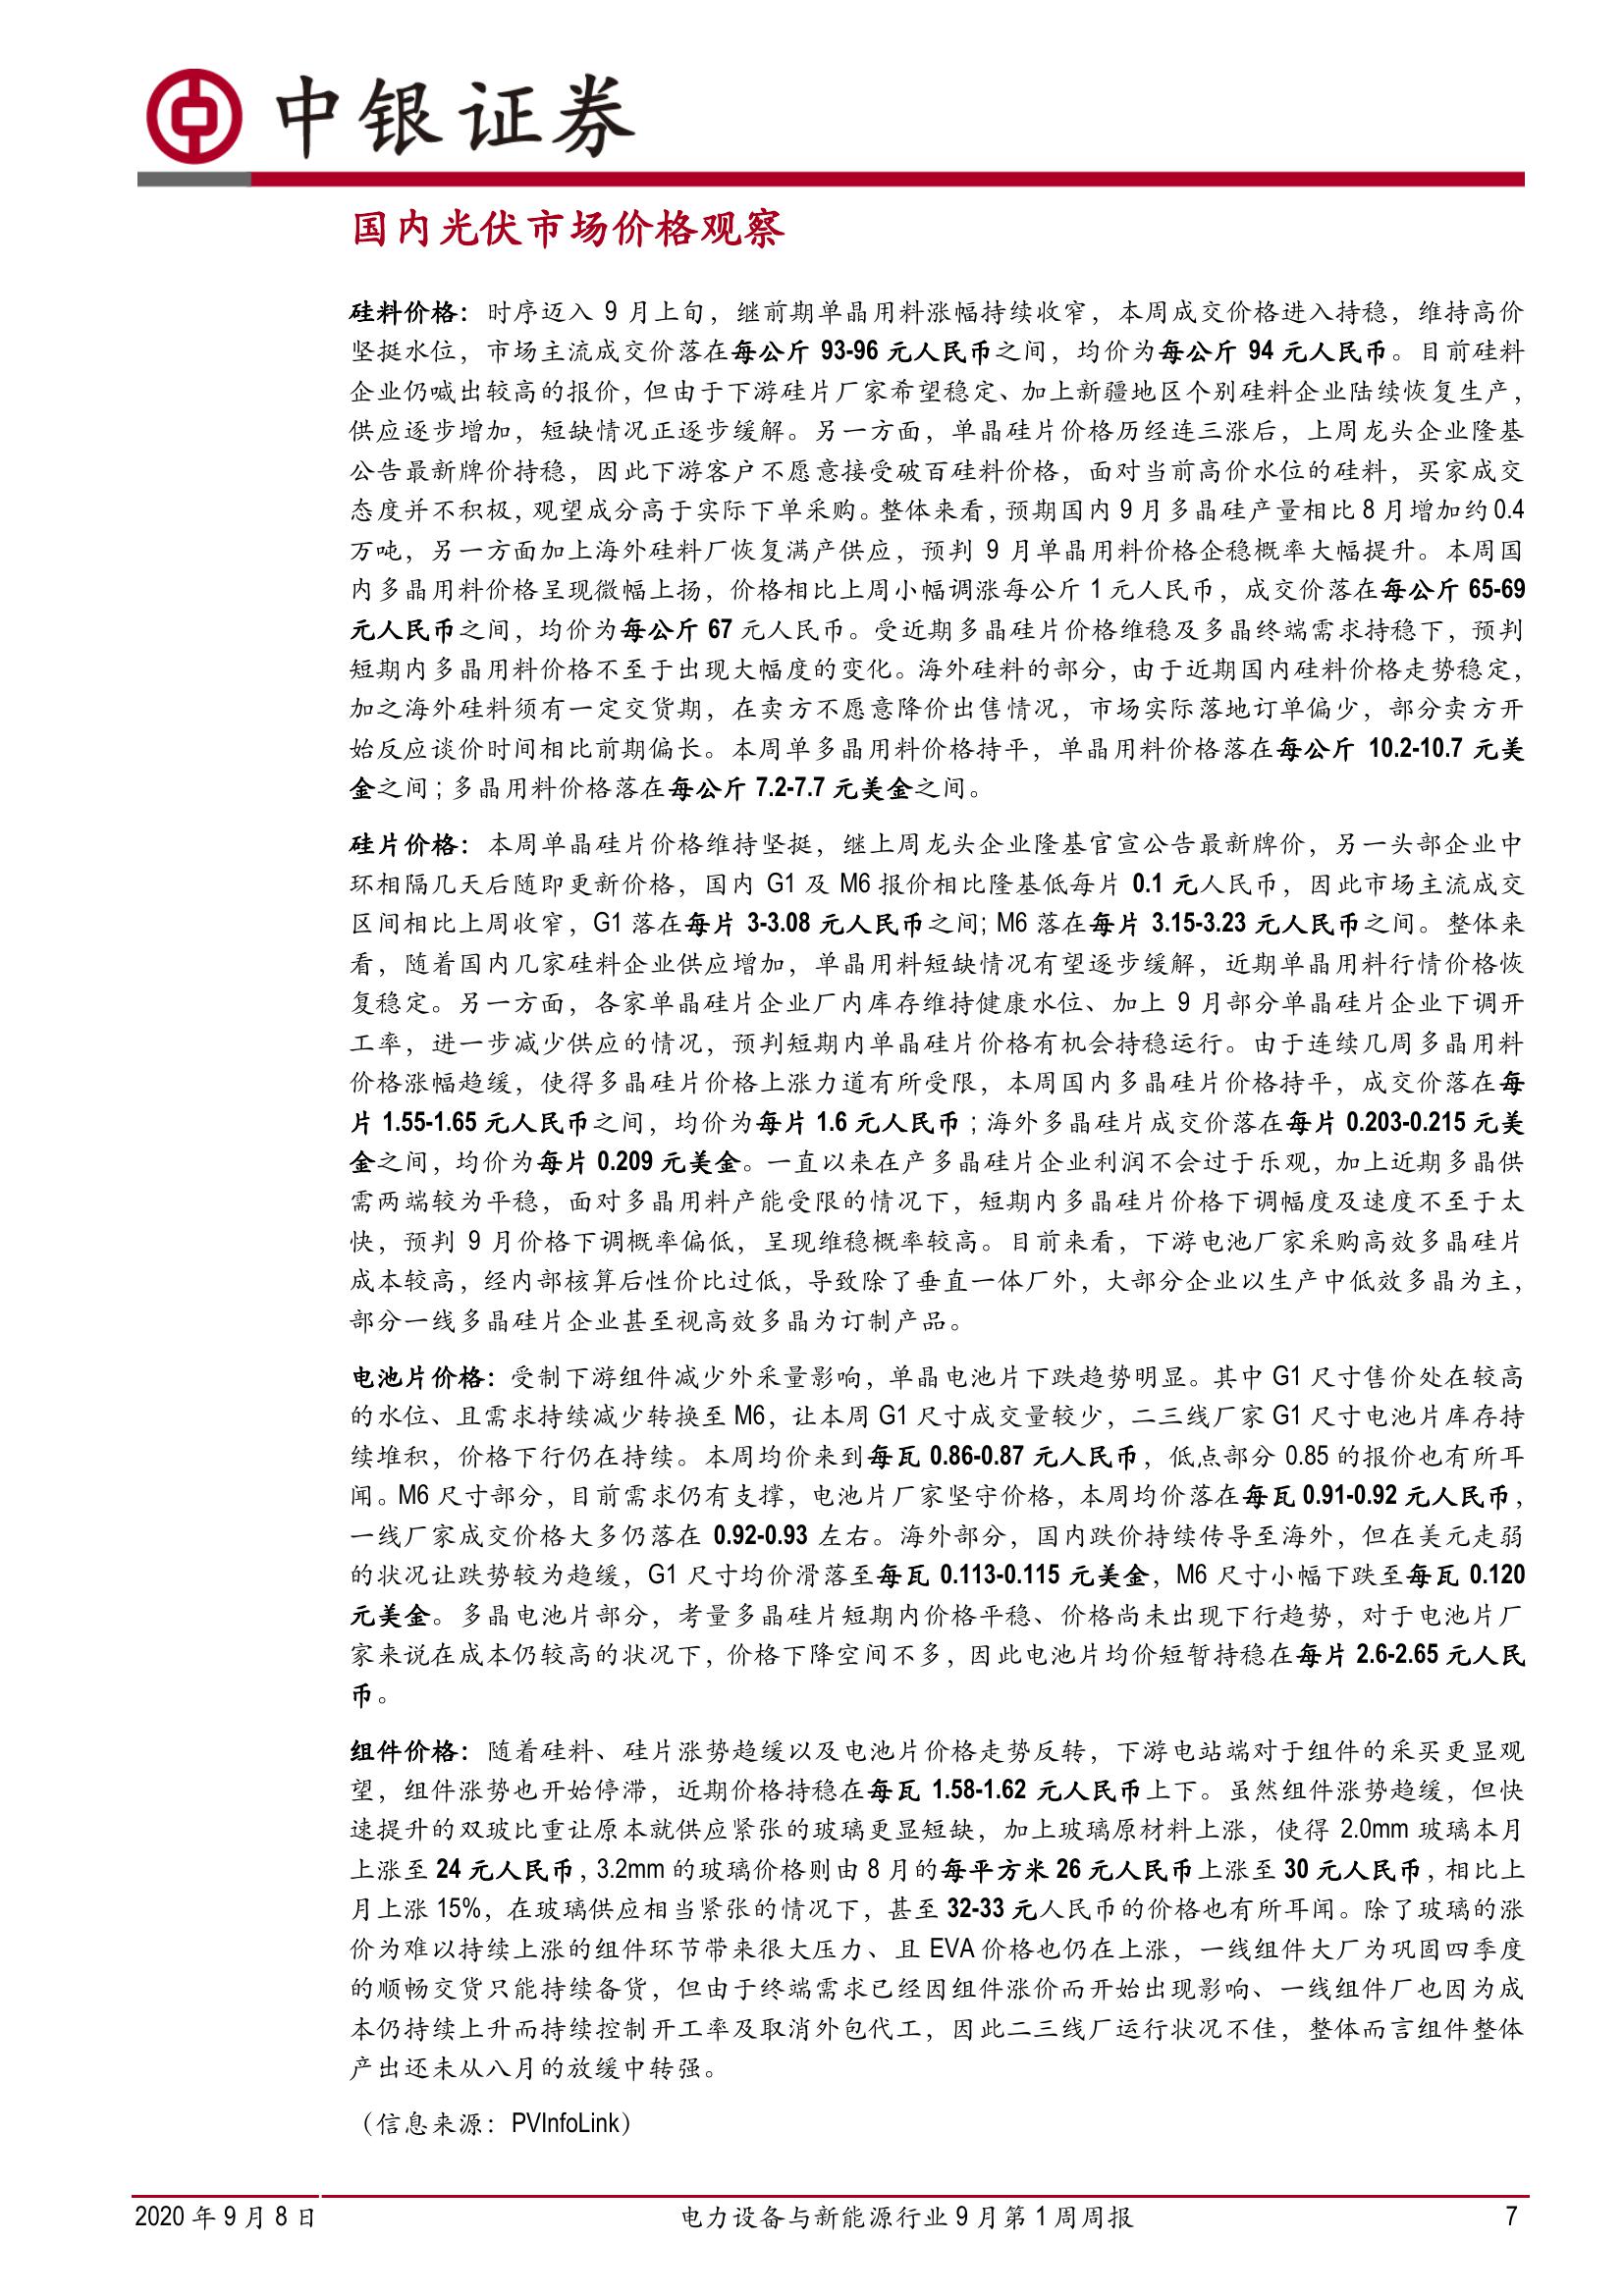 中银证券
国内光伏市场价格观察
硅料价格：时序迈入 9 月上旬，继前期单晶用料涨幅持续收窄，本周成交价格进入持稳，维持高价
坚挺水位，市场主流成交价落在每公斤 93-96 元人民币之间，均价为每公斤 94 元人民币。目前硅料
企业仍喊出较高的报价，但由于下游硅片厂家希望稳定、加上新疆地区个别硅料企业陆续恢复生产，
供应逐步增加，短缺情况正逐步缓解。另一方面，单晶硅片价格历经连三涨后，上周龙头企业隆基
公告最新牌价持稳，因此下游客户不愿意接受破百硅料价格，面对当前高价水位的硅料，买家成交
态度并不积极，观望成分高于实际下单采购。整体来看，预期国内 9 月多晶硅产量相比 8 月增加约 0.4
万吨，另一方面加上海外硅料厂恢复满产供应，预判 9 月单晶用料价格企稳概率大幅提升。本周国
内多晶用料价格呈现微幅上扬，价格相比上周小幅调涨每公斤 1 元人民币，成交价落在每公斤 65-69
元人民币之间，均价为每公斤 67 元人民币。受近期多晶硅片价格维稳及多晶终端需求持稳下，预判
短期内多晶用料价格不至于出现大幅度的变化。海外硅料的部分，由于近期国内硅料价格走势稳定，
加之海外硅料须有一定交货期，在卖方不愿意降价出售情况，市场实际落地订单偏少，部分卖方开
始反应谈价时间相比前期偏长。本周单多晶用料价格持平，单晶用料价格落在每公斤 10.2-10.7 元美
金之间；多晶用料价格落在每公斤 7.2-7.7 元美金之间。
硅片价格：本周单晶硅片价格维持坚挺，继上周龙头企业隆基官宣公告最新牌价，另一头部企业中
环相隔几天后随即更新价格，国内 G1 及 M6 报价相比隆基低每片 0.1 元人民币，因此市场主流成交
区间相比上周收窄，G1 落在每片 3-3.08 元人民币之间; M6 落在每片 3.15-3.23 元人民币之间。整体来
看，随着国内几家硅料企业供应增加，单晶用料短缺情况有望逐步缓解，近期单晶用料行情价格恢
复稳定。另一方面，各家单晶硅片企业厂内库存维持健康水位、加上 9 月部分单晶硅片企业下调开
工率，进一步减少供应的情况，预判短期内单晶硅片价格有机会持稳运行。由于连续几周多晶用料
价格涨幅趋缓，使得多晶硅片价格上涨力道有所受限，本周国内多晶硅片价格持平，成交价落在每
片 1.55-1.65 元人民币之间，均价为每片 1.6 元人民币；海外多晶硅片成交价落在每片 0.203-0.215 元美
金之间，均价为每片 0.209 元美金。一直以来在产多晶硅片企业利润不会过于乐观，加上近期多晶供
需两端较为平稳，面对多晶用料产能受限的情况下，短期内多晶硅片价格下调幅度及速度不至于太
快，预判 9 月价格下调概率偏低，呈现维稳概率较高。目前来看，下游电池厂家采购高效多晶硅片
成本较高，经内部核算后性价比过低，导致除了垂直一体厂外，大部分企业以生产中低效多晶为主，
部分一线多晶硅片企业甚至视高效多晶为订制产品。
电池片价格：受制下游组件减少外采量影响，单晶电池片下跌趋势明显。其中 G1 尺寸售价处在较高
的水位、且需求持续减少转换至 M6，让本周 G1 尺寸成交量较少，二三线厂家 G1 尺寸电池片库存持
续堆积，价格下行仍在持续。本周均价来到每瓦 0.86-0.87 元人民币，低点部分 0.85 的报价也有所耳
闻。M6 尺寸部分，目前需求仍有支撑，电池片厂家坚守价格，本周均价落在每瓦 0.91-0.92 元人民币，
一线厂家成交价格大多仍落在 0.92-0.93 左右。海外部分，国内跌价持续传导至海外，但在美元走弱
的状况让跌势较为趋缓，G1 尺寸均价滑落至每瓦 0.113-0.115 元美金，M6 尺寸小幅下跌至每瓦 0.120
元美金。多晶电池片部分，考量多晶硅片短期内价格平稳、价格尚未出现下行趋势，对于电池片厂
家来说在成本仍较高的状况下，价格下降空间不多，因此电池片均价短暂持稳在每片 2.6-2.65 元人民
币。
组件价格：随着硅料、硅片涨势趋缓以及电池片价格走势反转，下游电站端对于组件的采买更显观
望，组件涨势也开始停滞，近期价格持稳在每瓦 1.58-1.62 元人民币上下。虽然组件涨势趋缓，但快
速提升的双玻比重让原本就供应紧张的玻璃更显短缺，加上玻璃原材料上涨，使得 2.0mm 玻璃本月
上涨至 24 元人民币，3.2mm 的玻璃价格则由 8 月的每平方米 26 元人民币上涨至 30 元人民币，相比上
月上涨 15%，在玻璃供应相当紧张的情况下，甚至 32-33 元人民币的价格也有所耳闻。除了玻璃的涨
价为难以持续上涨的组件环节带来很大压力、且 EVA 价格也仍在上涨，一线组件大厂为巩固四季度
的顺畅交货只能持续备货，但由于终端需求已经因组件涨价而开始出现影响、一线组件厂也因为成
本仍持续上升而持续控制开工率及取消外包代工，因此二三线厂运行状况不佳，整体而言组件整体
产出还未从八月的放缓中转强。
（信息来源：PVInfoLink）
2020 年 9 月 8 日 电力设备与新能源行业 9 月第 1 周周报 7